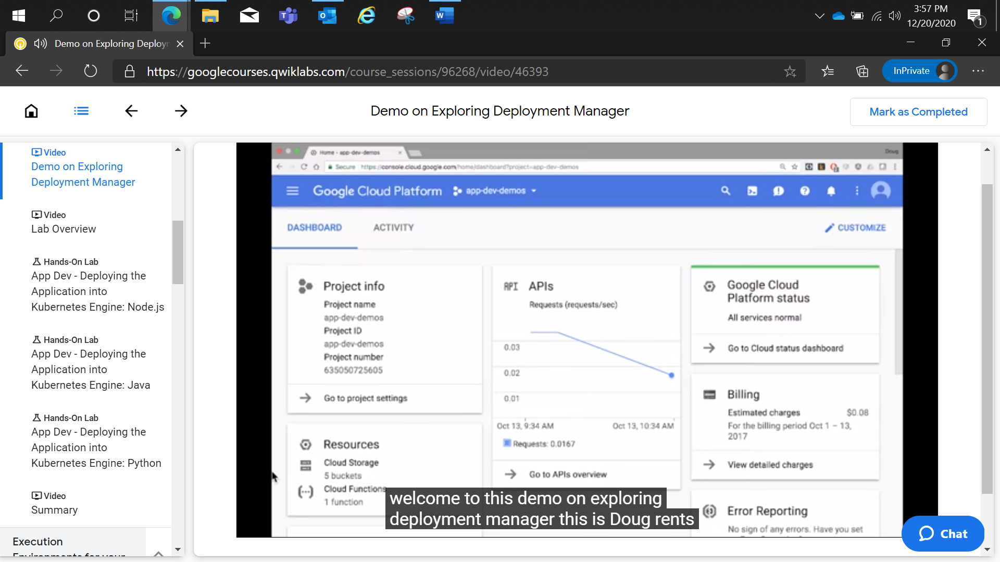 3:57 PM
12/20/2020
1
Demo on Exploring Deploy
https://googlecourses.qwiklabs.com/course_sessions/96268/video/46393
InPrivate
Demo on Exploring Deployment Manager
Mark as Completed
Video
Demo on Exploring
Deployment Manager
Video
Lab Overview
Hands-On Lab
App Dev - Deploying the
Application into
Kubernetes Engine: Node.js
Hands-On Lab
App Dev - Deploying the
Application into
Kubernetes Engine: Java
Hands-On Lab
App Dev - Deploying the
Application into
Kubernetes Engine: Python
Video
Summary
Execution
Environments for your
Home - app-dev-demos
Doug
Secure https://console.cloud.google.com/home/dashboard?project=app-dev-demos
Google Cloud Platform app-dev-demos
DASHBOARD ACTIVITY
CUSTOMIZE
Project info
Project name
app-dev-demos
Project ID
app-dev-demos
Project number
635050725605
Go to project settings
Resources
Cloud Storage
5 buckets
Cloud Functions
1 function
API APIs
Requests (requests/sec)
0.03
0.02
0.01
Oct 13, 9:34 AM Oct 13, 10:34 AM
Requests: 0.0167
Go to APIs overview
Google Cloud
Platform status
All services normal
Go to Cloud status dashboard
Billing
Estimated charges $0.08
For the billing period Oct 1 – 13,
2017
View detailed charges
Error Reporting
No sign of any errors. Have you set
welcome to this demo on exploring
deployment manager this is Doug rents
Chat